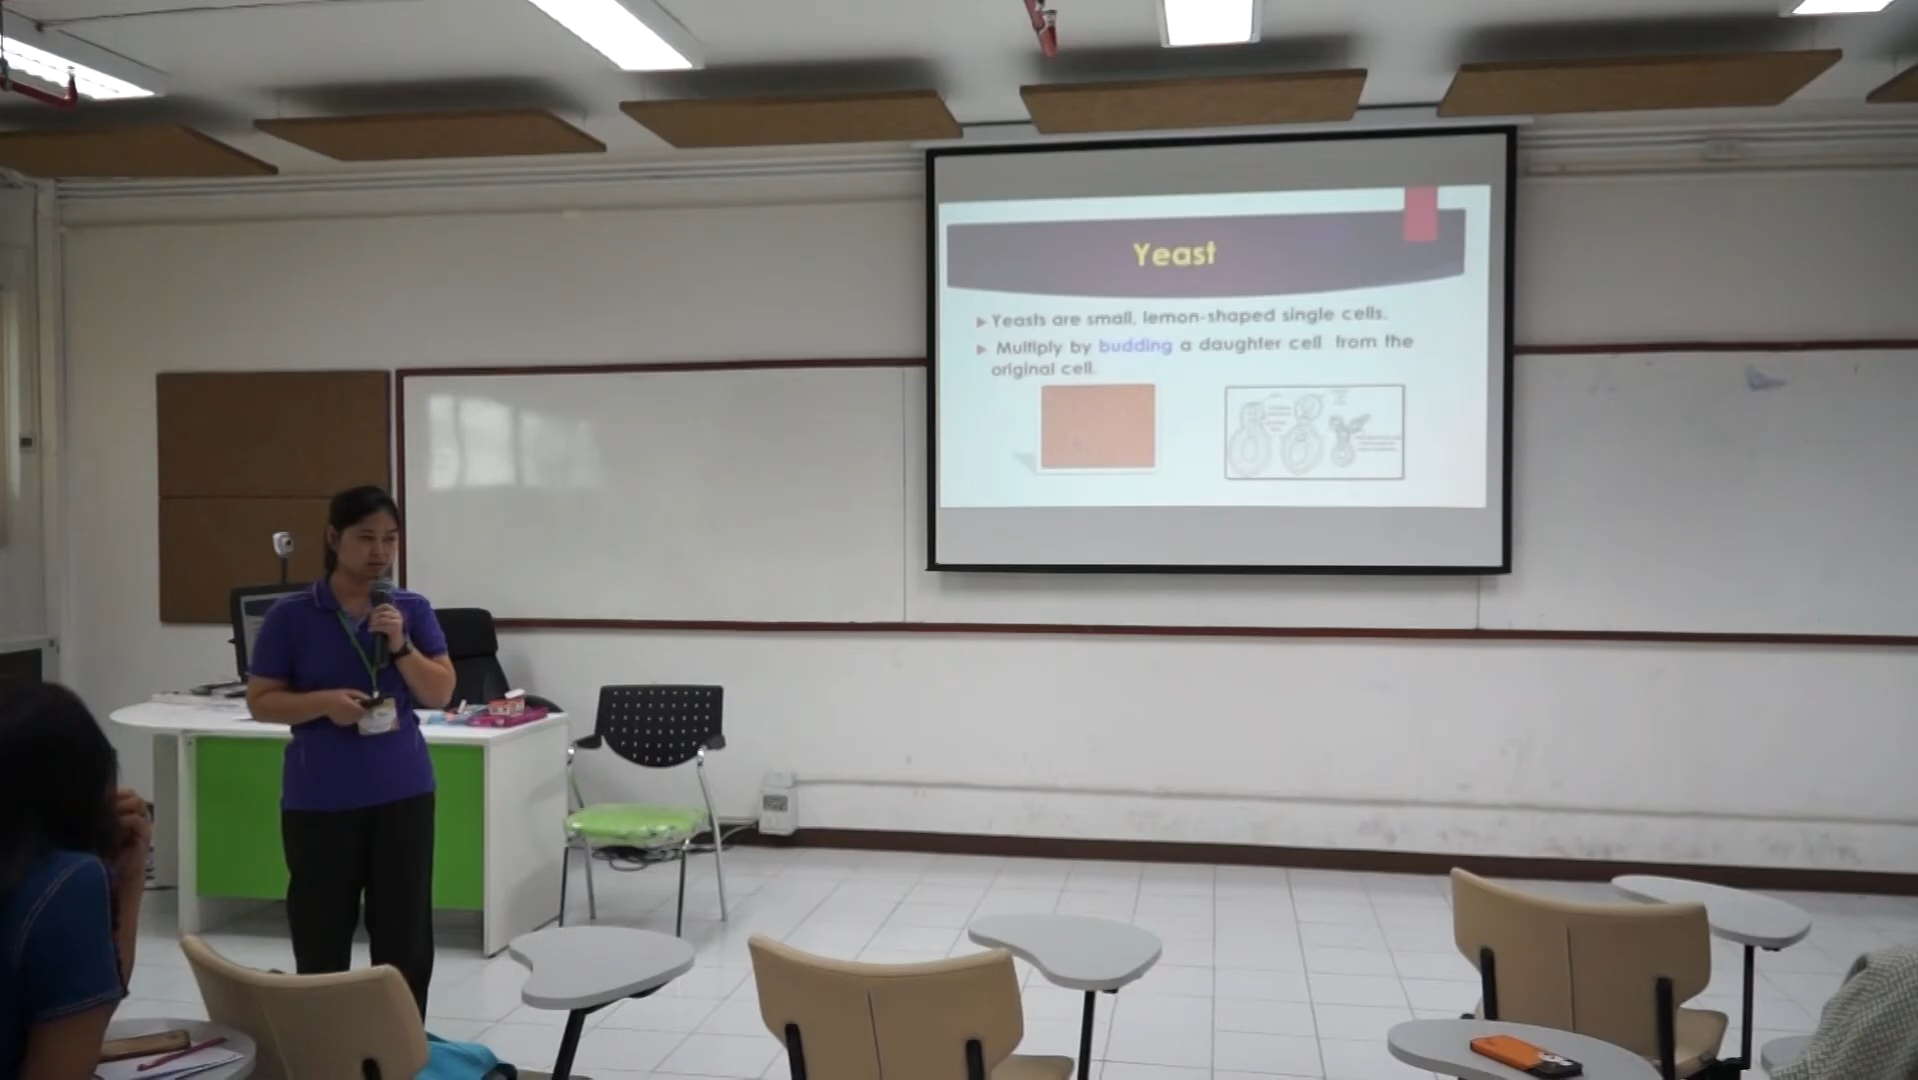 Yeast
Yeasts are small, lemon-shaped single cells.
Multiply by budding a daughter cell from the
original cell.